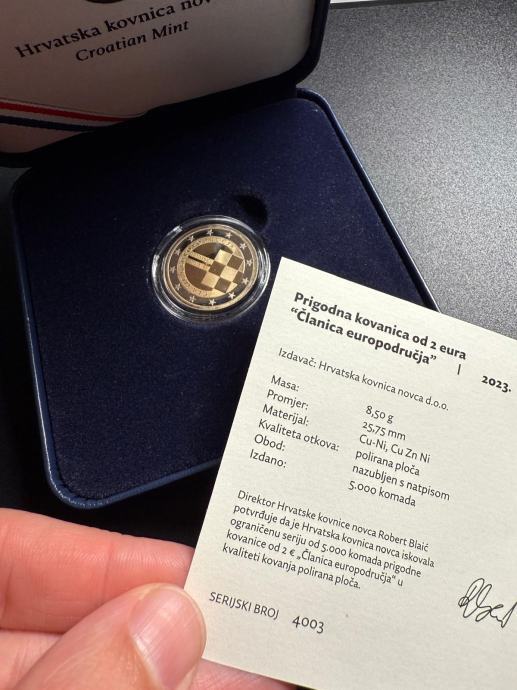 Hrvatska kovnica nov
Croatian Mint
Prigodna kovanica od 2 eura
“Članica europodručja” | 2023.
Izdavač: Hrvatska kovnica novca d.o.o.
Masa: 8,50 g
Promjer: 25,75 mm
Materijal: Cu-Ni, Cu Zn Ni
Kvaliteta otkova: polirana ploča
Obod: nazubljen s natpisom
Izdano: 5.000 komada
Direktor Hrvatske kovnice novca Robert Blaić
potvrđuje da je Hrvatska kovnica novca iskovala
ograničenu seriju od 5.000 komada prigodne
kovanice od 2 € „Članica europodručja” u
kvaliteti kovanja polirana ploča.
SERIJSKI BROJ 4003